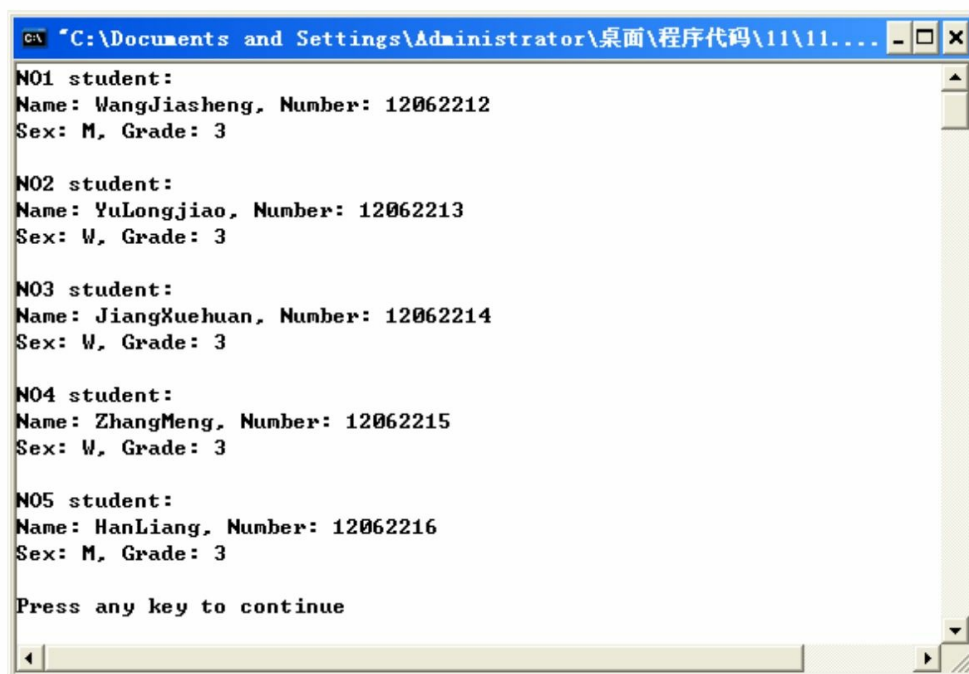 "C:\Documents and Settings\Administrator\桌面\程序代码\11\11....
NO1 student:
Name: WangJiasheng, Number: 12062212
Sex: M, Grade: 3
NO2 student:
Name: YuLongjiao, Number: 12062213
Sex: W, Grade: 3
NO3 student:
Name: JiangXuehuan, Number: 12062214
Sex: W, Grade: 3
NO4 student:
Name: ZhangMeng, Number: 12062215
Sex: W, Grade: 3
NO5 student:
Name: HanLiang, Number: 12062216
Sex: M, Grade: 3
Press any key to continue